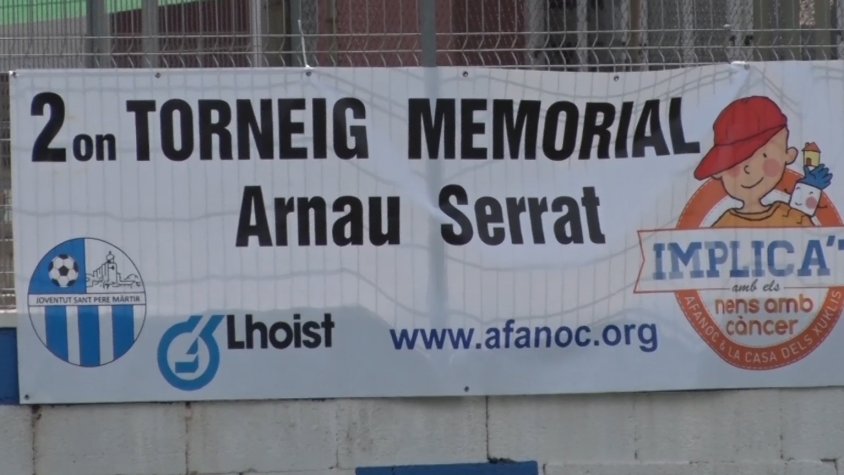 2on TORNEIG MEMORIAL
Arnau Serrat
JOVENTUT SANT PERE MÀRTIR
Lhoist
www.afanoc.org
IMPLICA'T
amb els
nens amb
càncer
AFANOC & LA CASA DELS XUKLIS